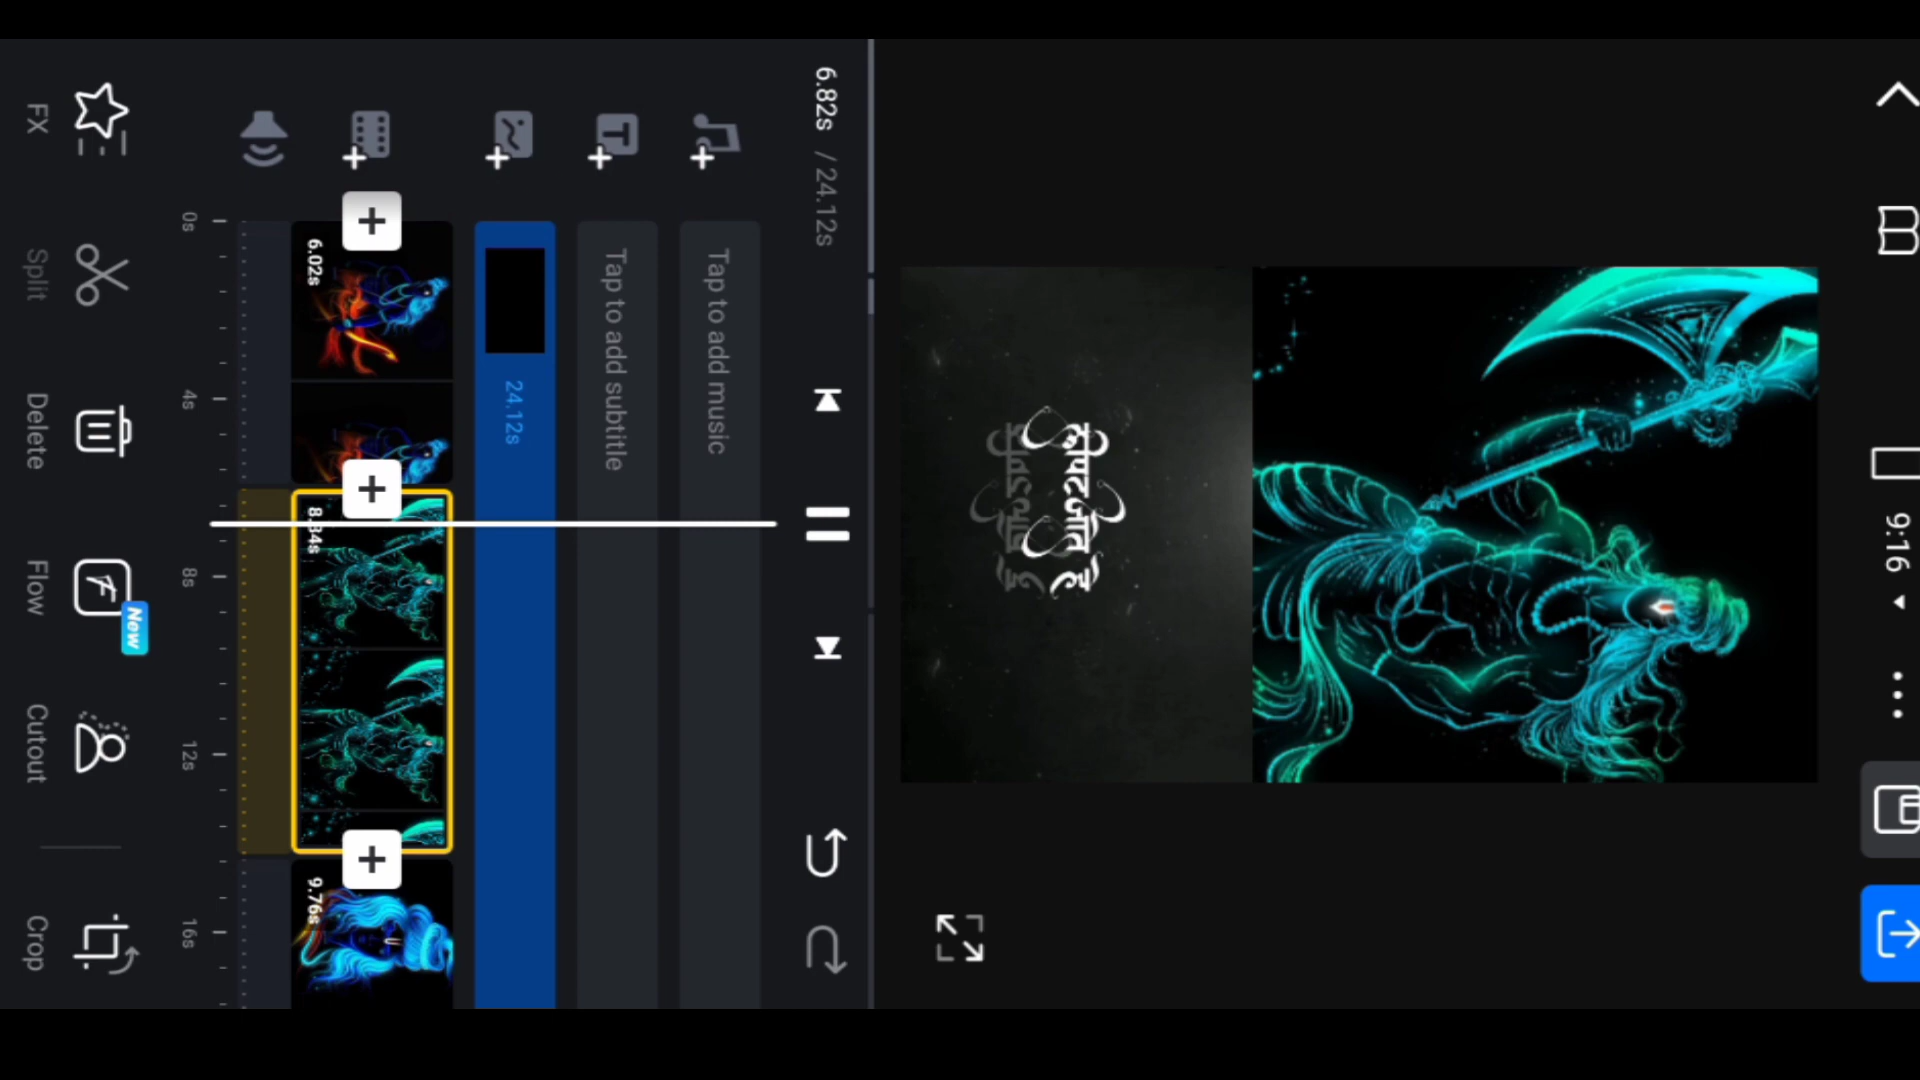 9:16
6.82s / 24.12s
Tap to add music
Tap to add subtitle
24.12s
6.02s 8.34s 9.76s
0s 4s 8s 12s 16s
New
FX Split Delete Flow Cutout Crop